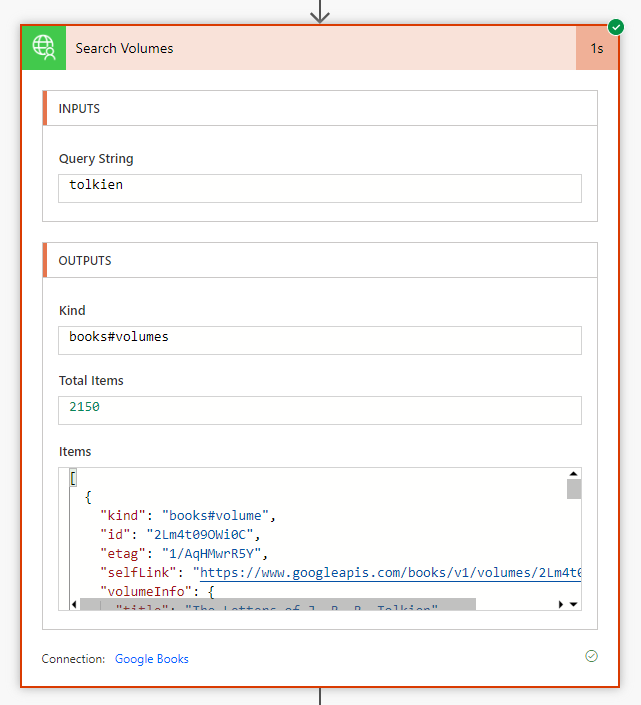 Search Volumes
1s
INPUTS
Query String
tolkien
OUTPUTS
Kind
books#volumes
Total Items
2150
Items
[
{
"kind": "books#volume",
"id": "2Lm4t09OWi0C",
"etag": "1/AqHMwrR5Y",
"selfLink": "https://www.googleapis.com/books/v1/volumes/2Lm4t0
"volumeInfo": {
"title": "The Letters of J. R. R. Tolkien"
Connection: Google Books